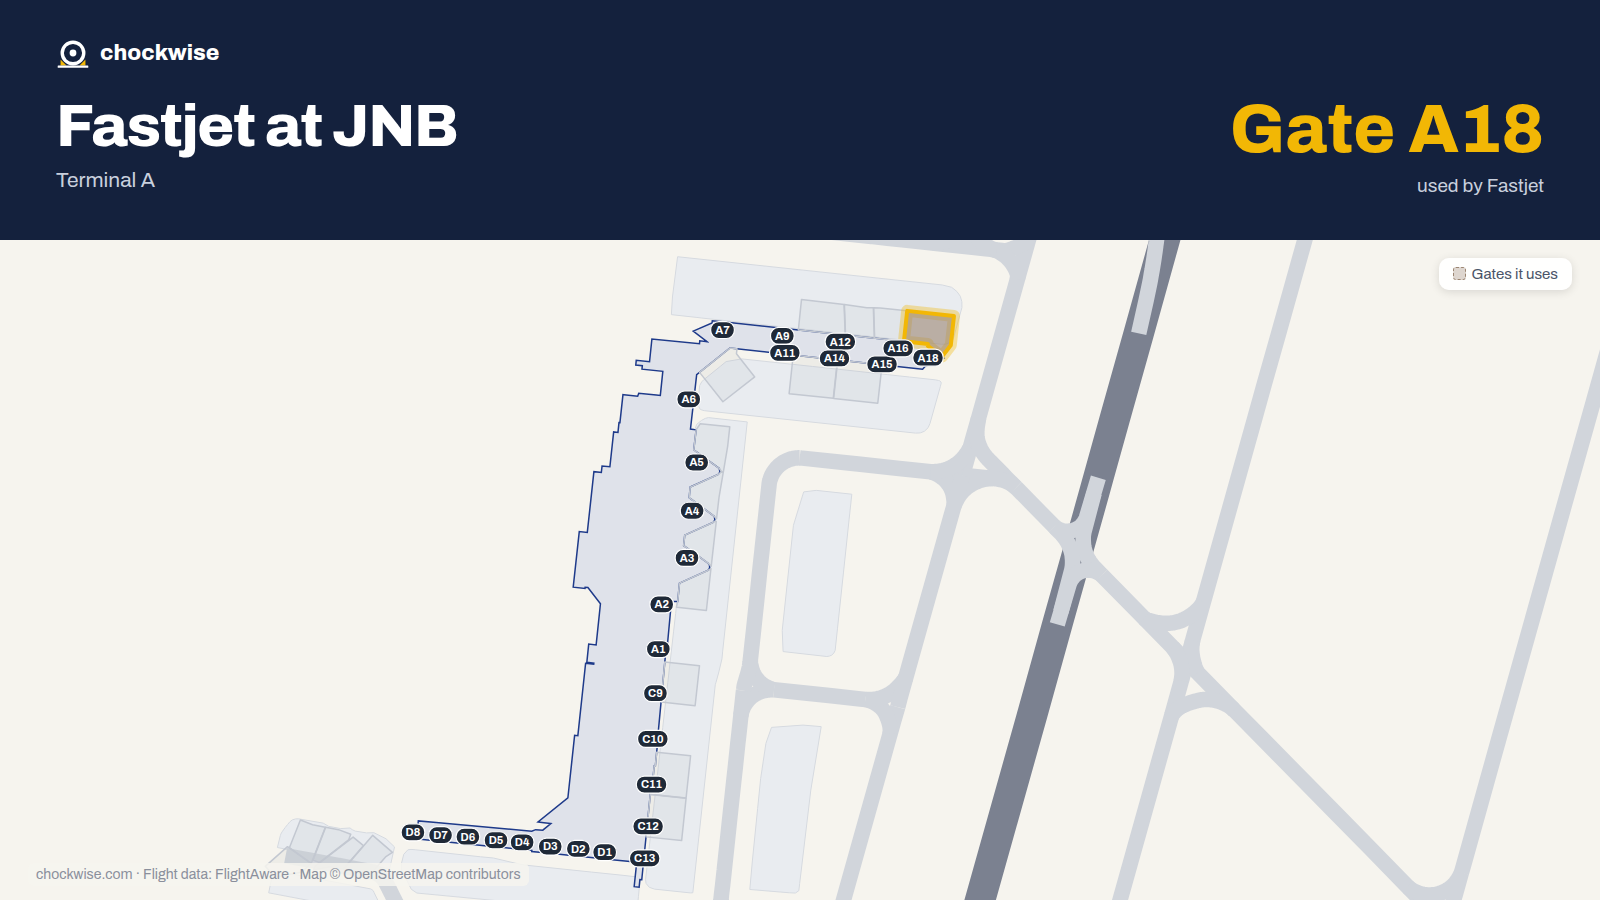 chockwise
Fastjet at JNB
Terminal A
Gate A18
used by Fastjet
Gates it uses
A7
A9
A11
A12
A14
A16
A15
A18
A6
A5
A4
A3
A2
A1
C9
C10
C11
C12
C13
D8
D7
D6
D5
D4
D3
D2
D1
chockwise.com · Flight data: FlightAware · Map © OpenStreetMap contributors